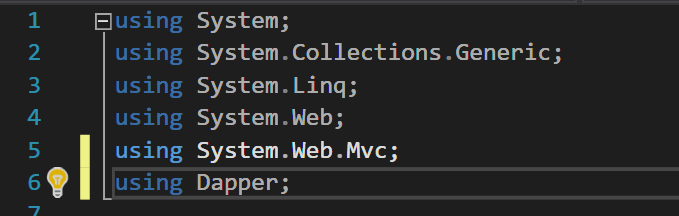 1 using System;
2 using System.Collections.Generic;
3 using System.Linq;
4 using System.Web;
5 using System.Web.Mvc;
6 using Dapper;
7